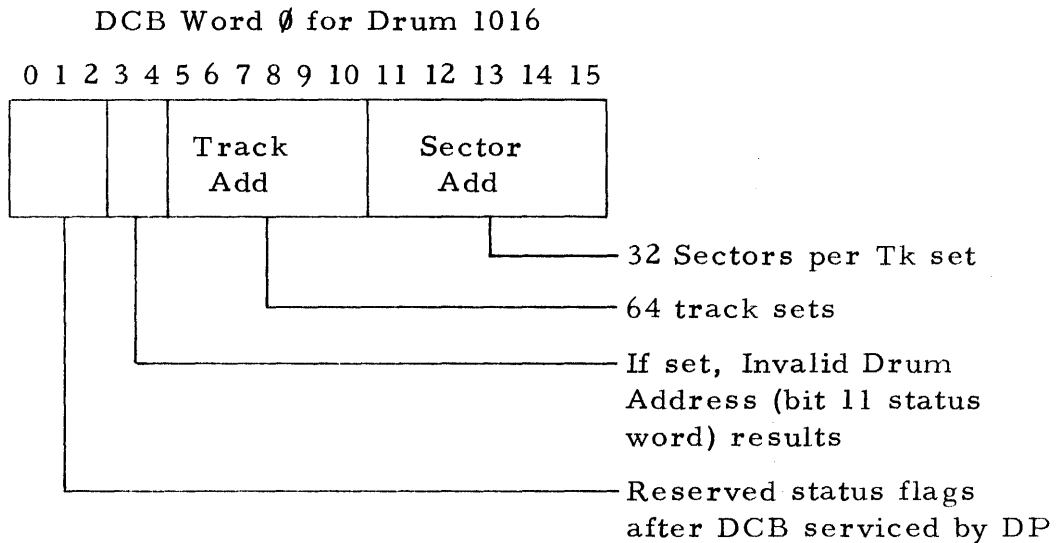 DCB Word Ø for Drum 1016
0 1 2 3 4 5 6 7 8 9 10 11 12 13 14 15
Track
Add
Sector
Add
32 Sectors per Tk set
64 track sets
If set, Invalid Drum
Address (bit 11 status
word) results
Reserved status flags
after DCB serviced by DP